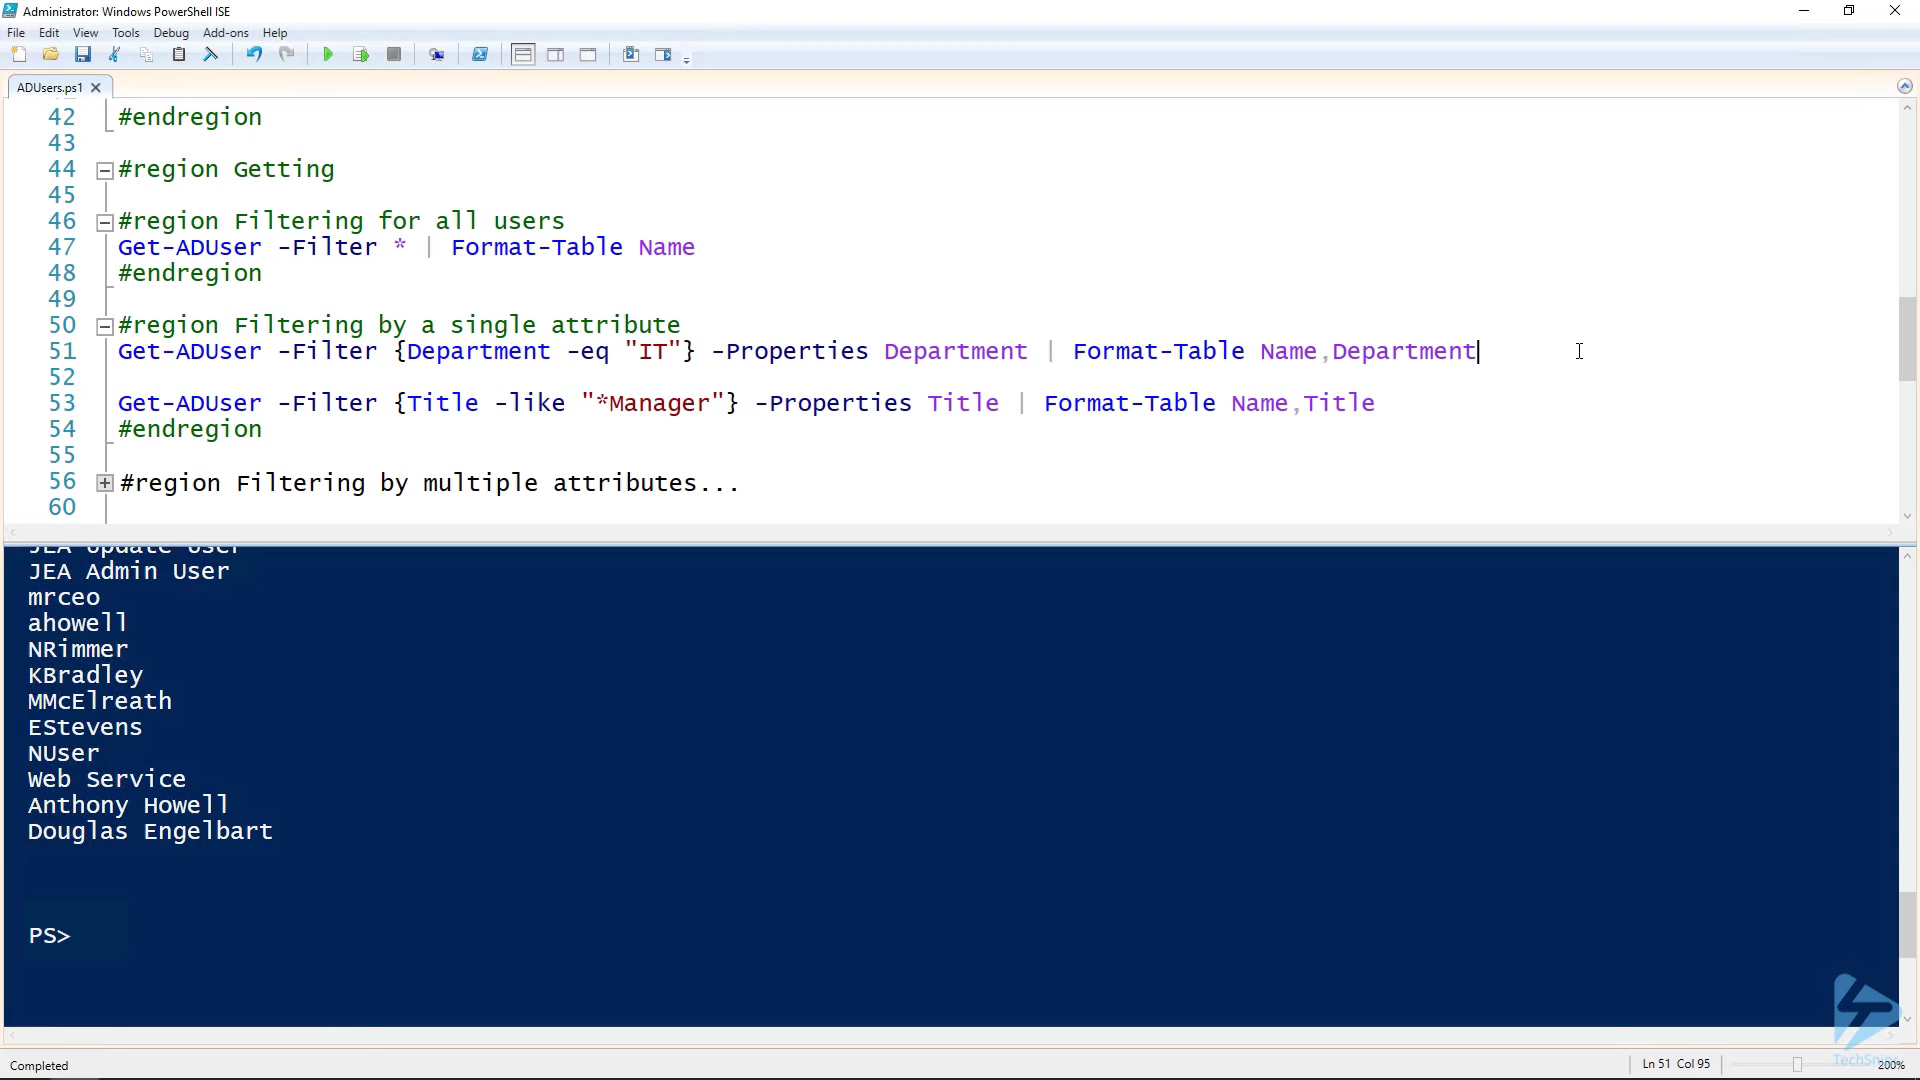 Administrator: Windows PowerShell ISE
File Edit View Tools Debug Add-ons Help
ADUsers.ps1
42 #endregion
43
44 #region Getting
45
46 #region Filtering for all users
47 Get-ADUser -Filter * | Format-Table Name
48 #endregion
49
50 #region Filtering by a single attribute
51 Get-ADUser -Filter {Department -eq "IT"} -Properties Department | Format-Table Name,Department
52
53 Get-ADUser -Filter {Title -like "*Manager"} -Properties Title | Format-Table Name,Title
54 #endregion
55
56 #region Filtering by multiple attributes...
60
JEA Update User
JEA Admin User
mrceo
ahowell
NRimmer
KBradley
MMcElreath
EStevens
NUser
Web Service
Anthony Howell
Douglas Engelbart
PS>
Completed
Ln 51 Col 95
200%